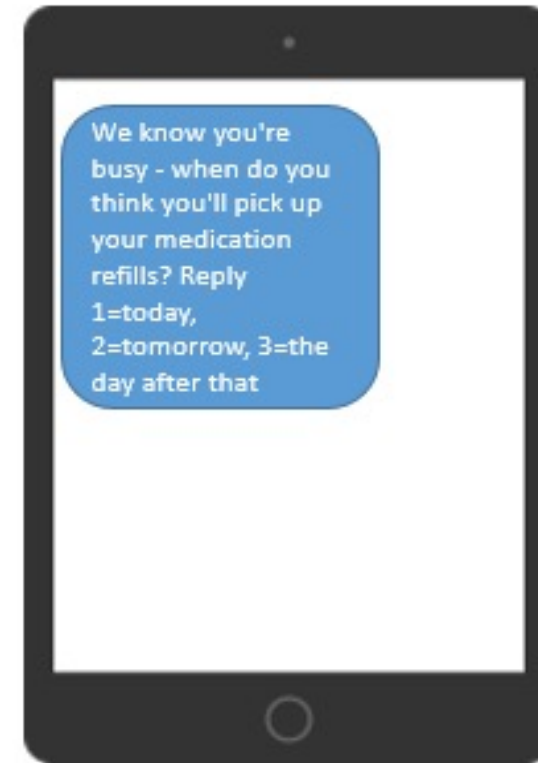 We know you're
busy - when do you
think you'll pick up
your medication
refills? Reply
1=today,
2=tomorrow, 3=the
day after that